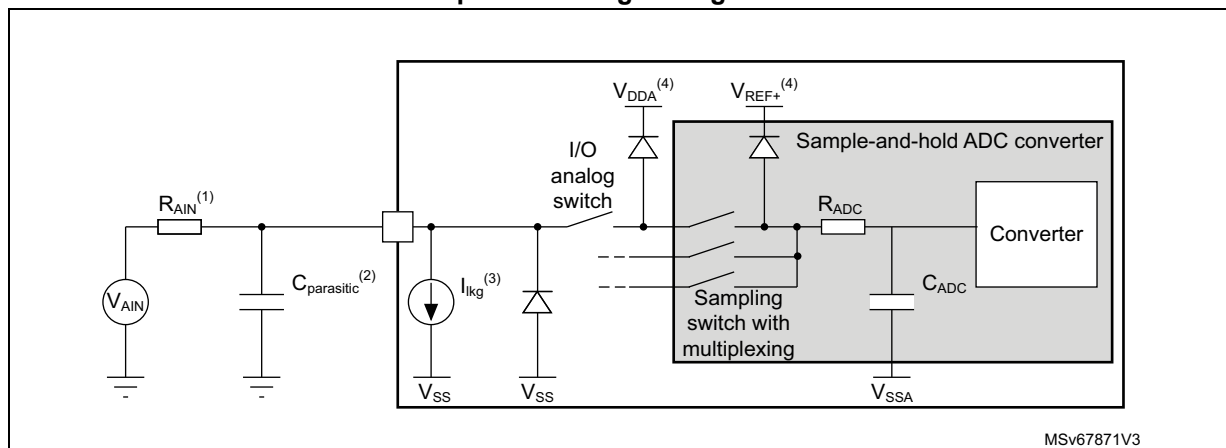 V_DDA(4)
V_REF+(4)
Sample-and-hold ADC converter
I/O
analog
switch
R_AIN(1)
R_ADC
Converter
V_AIN
C_parasitic(2)
I_lkg(3)
Sampling
switch with
multiplexing
C_ADC
V_SS
V_SS
V_SSA
MSv67871V3